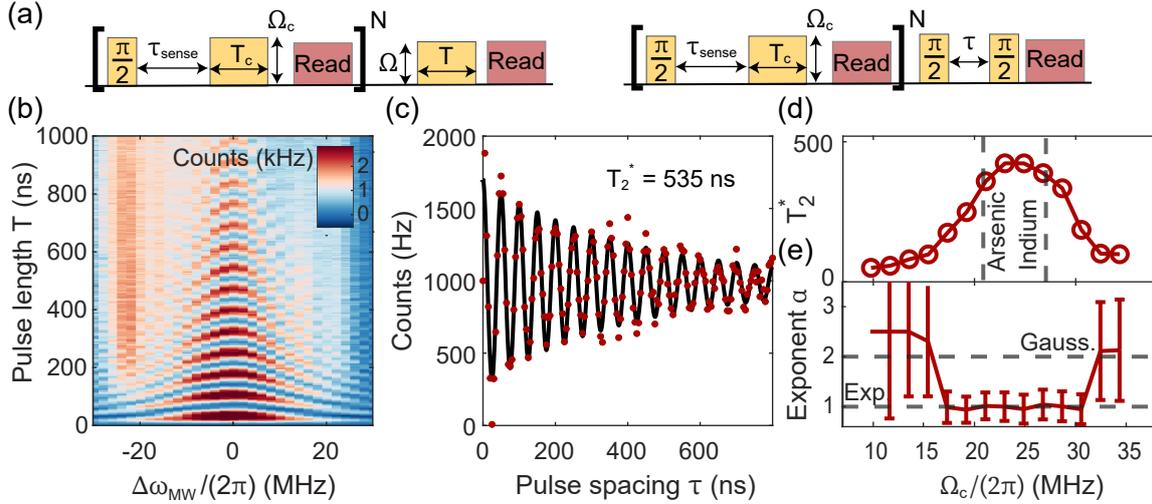 (a)
[ π/2 τsense Tc Ωc Read ]N Ω T Read
[ π/2 τsense Tc Ωc Read ]N π/2 τ π/2 Read
(b)
Counts (kHz)
2
1
0
1000
800
600
400
200
0
Pulse length T (ns)
-20 0 20
ΔωMW/(2π) (MHz)
(c)
T2* = 535 ns
2000
1500
1000
500
0
Counts (Hz)
0 200 400 600
Pulse spacing τ (ns)
(d)
500
0
T2*
Arsenic
Indium
(e)
3
2
1
Exponent α
Gauss.
Exp
10 15 20 25 30 35
Ωc/(2π) (MHz)